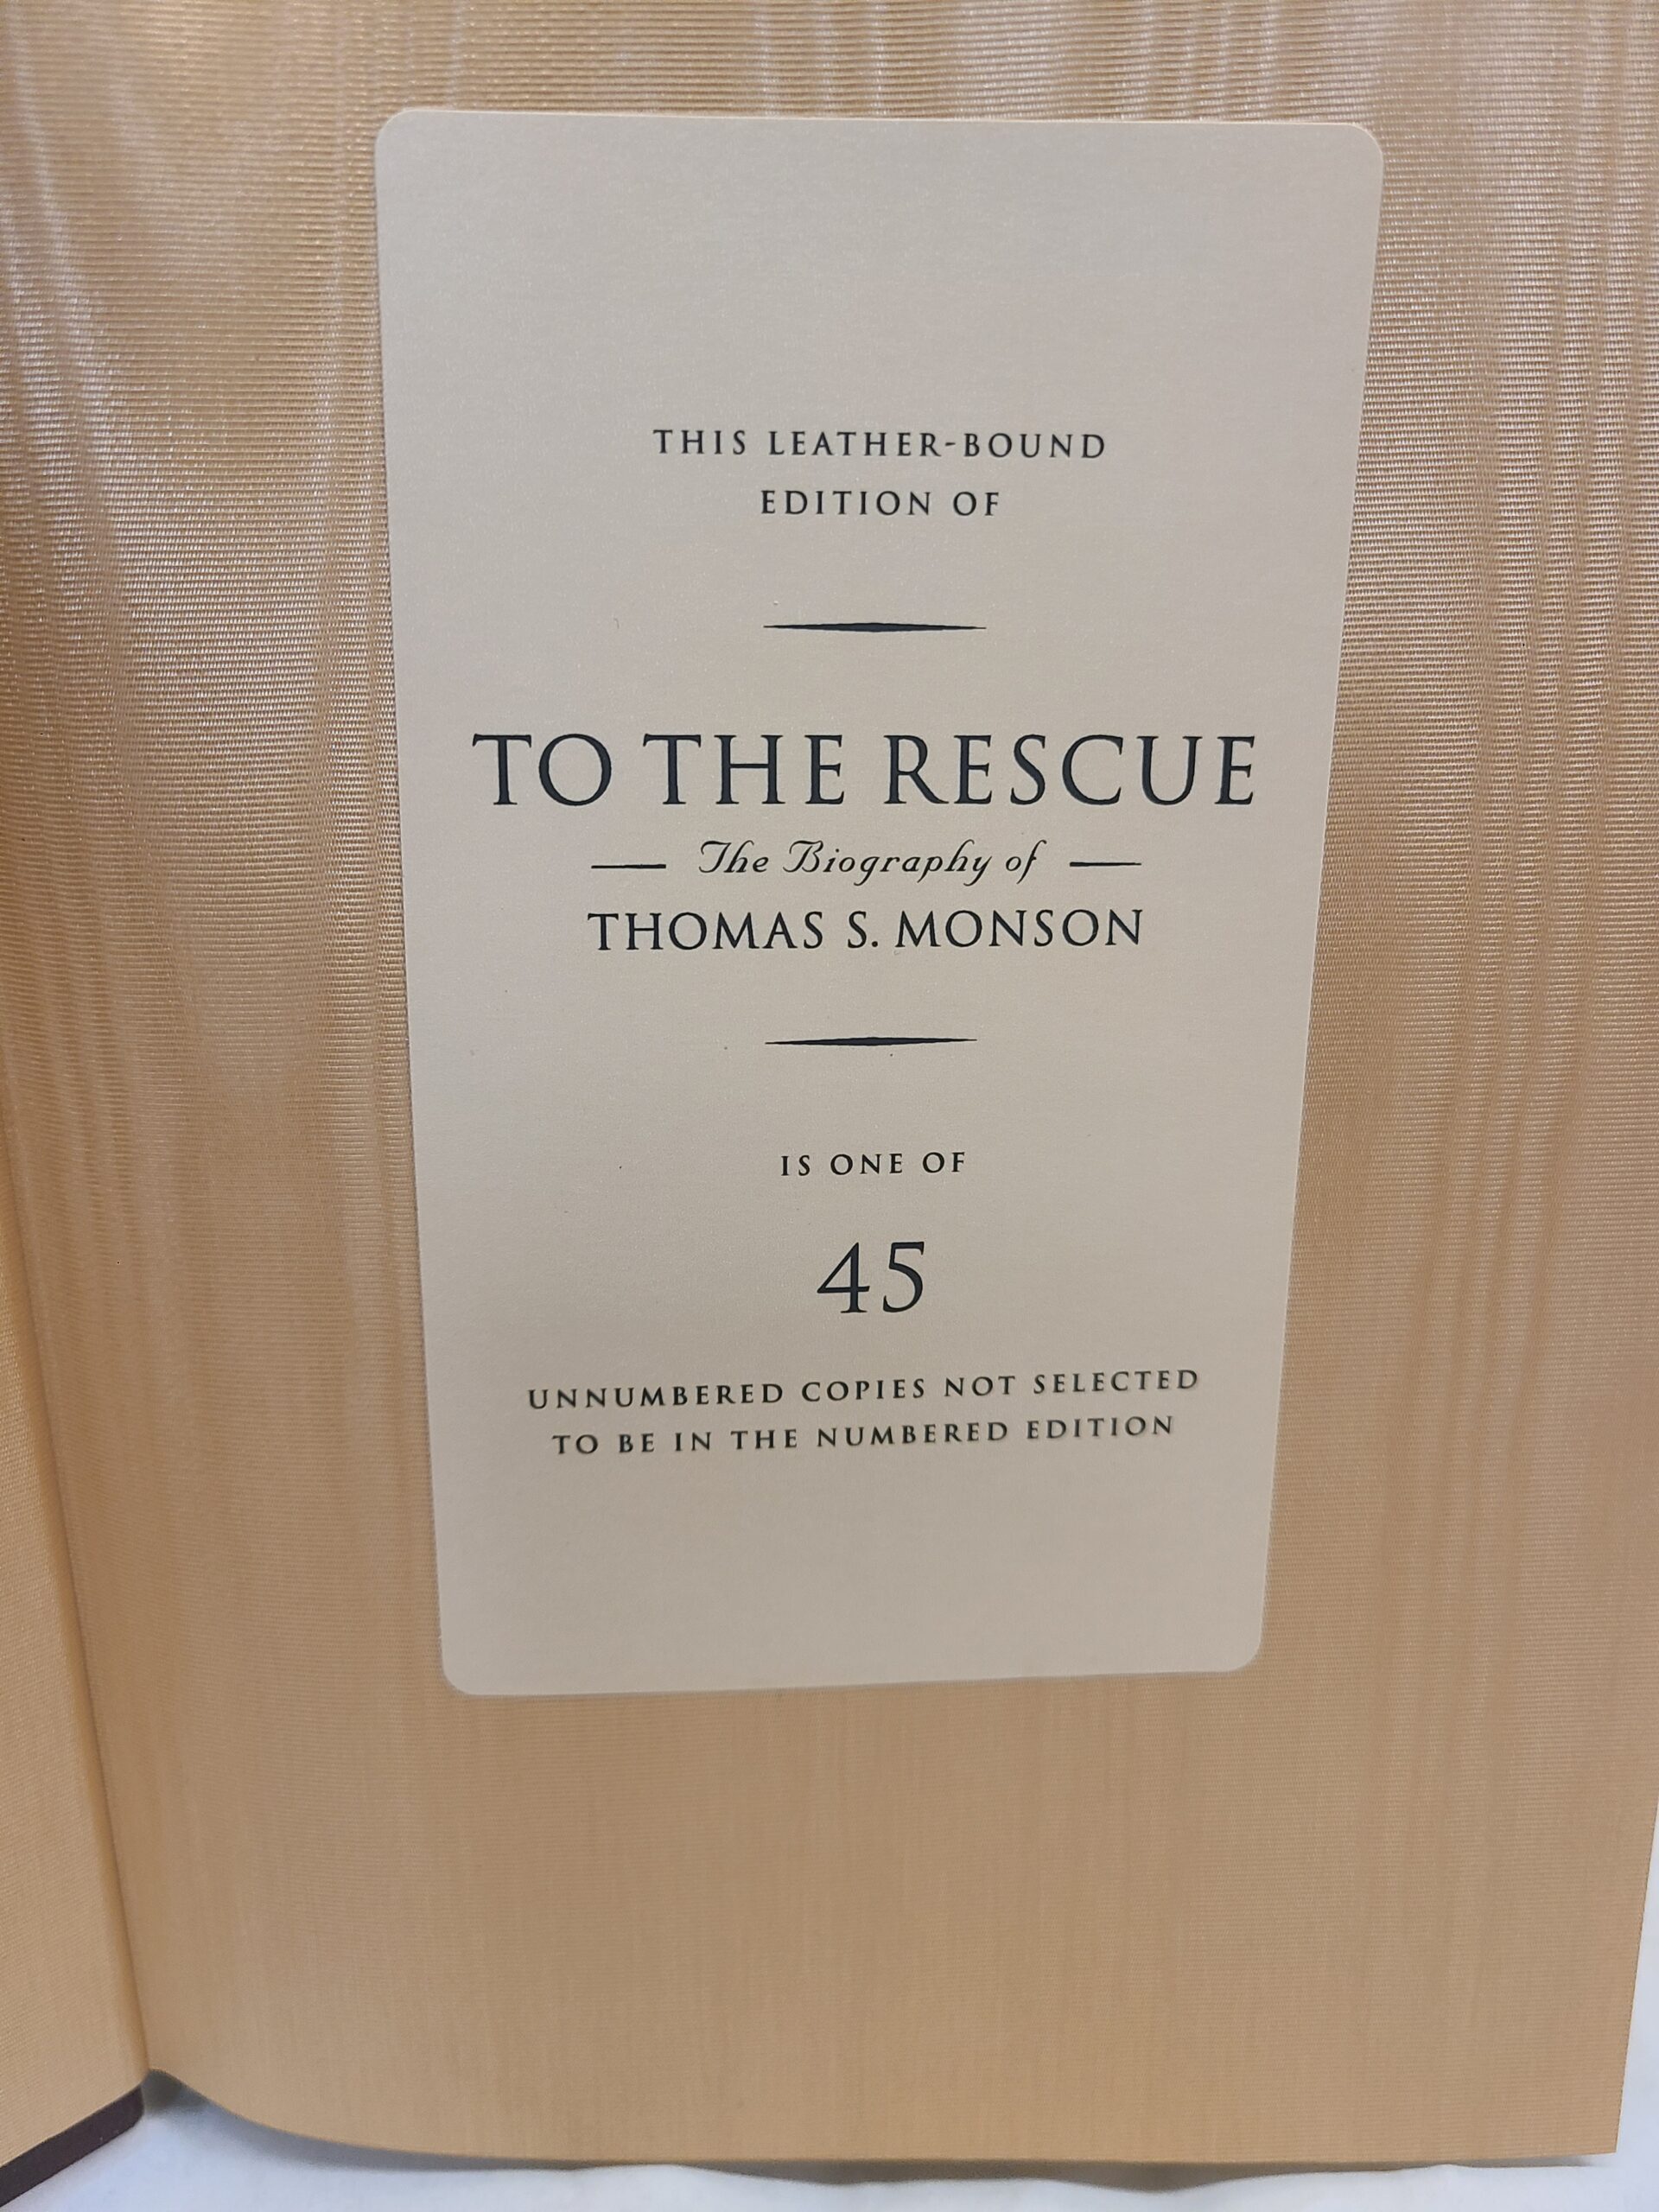 THIS LEATHER-BOUND
EDITION OF
TO THE RESCUE
The Biography of
THOMAS S. MONSON
IS ONE OF
45
UNNUMBERED COPIES NOT SELECTED
TO BE IN THE NUMBERED EDITION